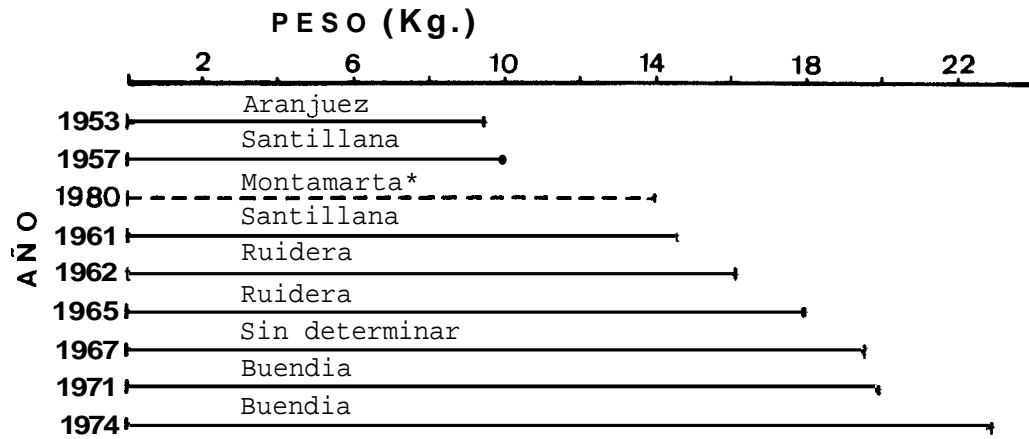 PESO (Kg.)
2 6 10 14 18 22
Aranjuez
1953
Santillana
1957
Montamarta*
1980
Santillana
1961
Ruidera
1962
Ruidera
1965
Sin determinar
1967
Buendia
1971
Buendia
1974
AÑO